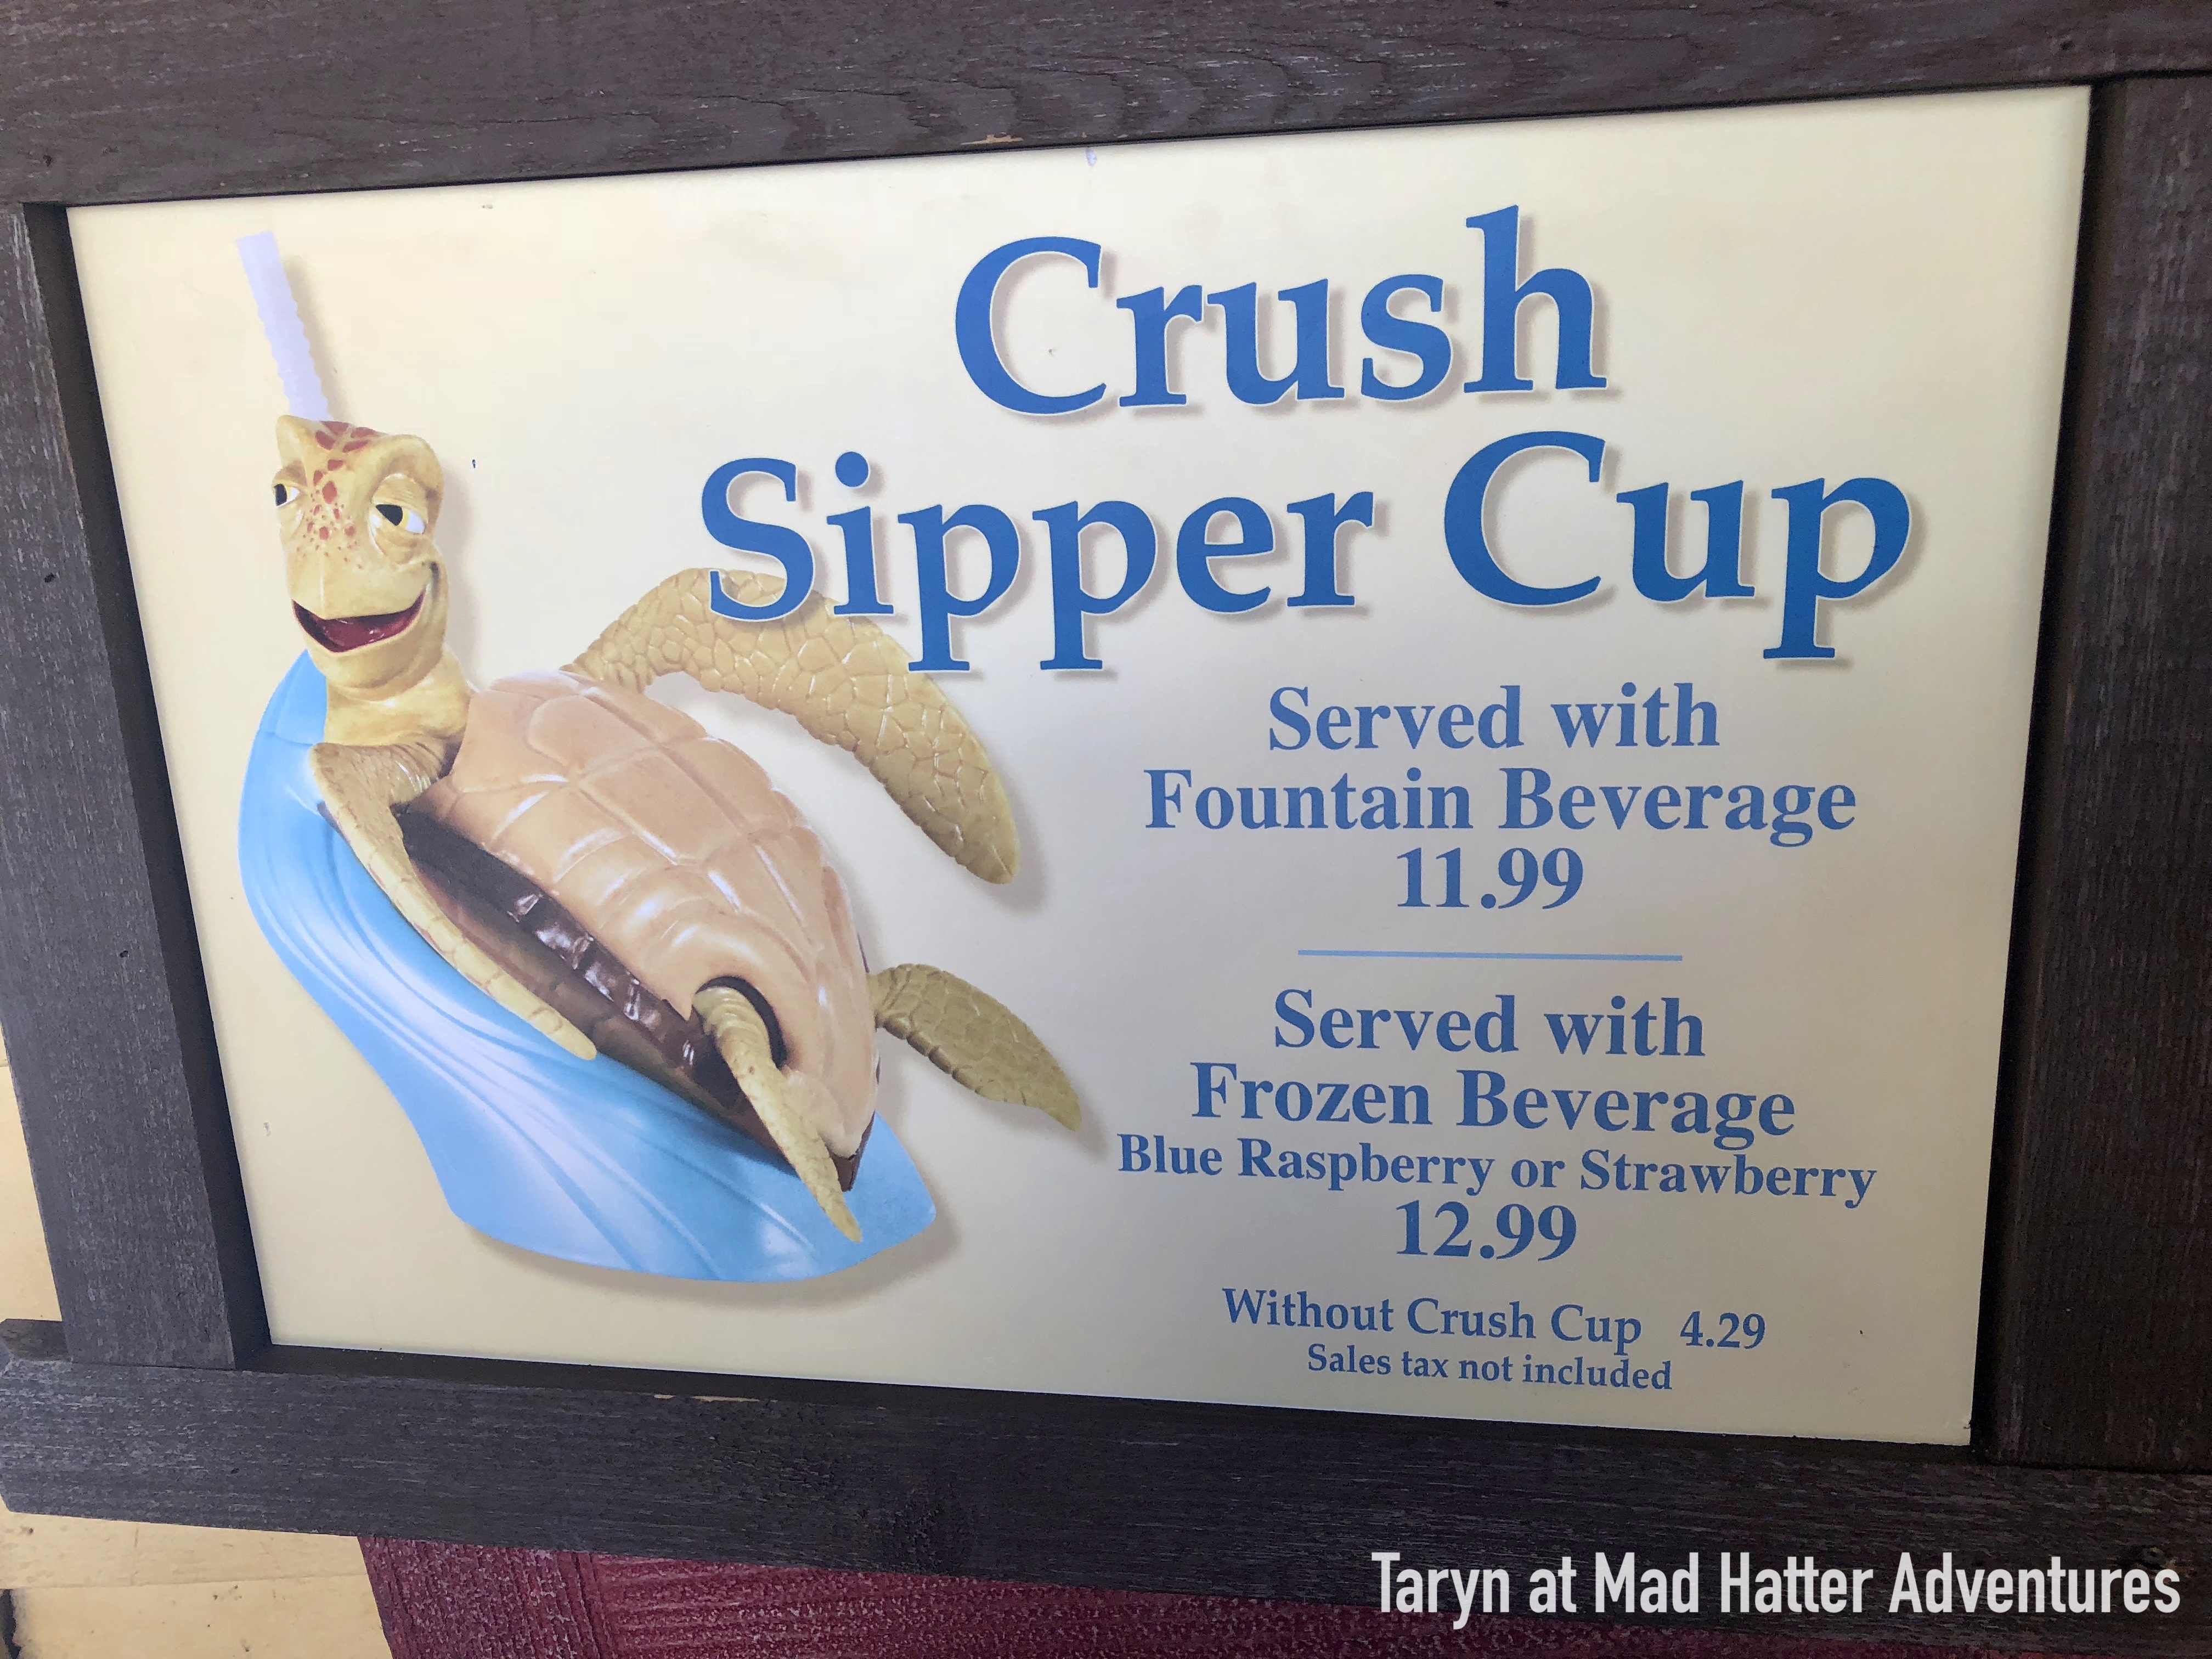 Crush
Sipper Cup
Served with
Fountain Beverage
11.99
Served with
Frozen Beverage
Blue Raspberry or Strawberry
12.99
Without Crush Cup 4.29
Sales tax not included
Taryn at Mad Hatter Adventures